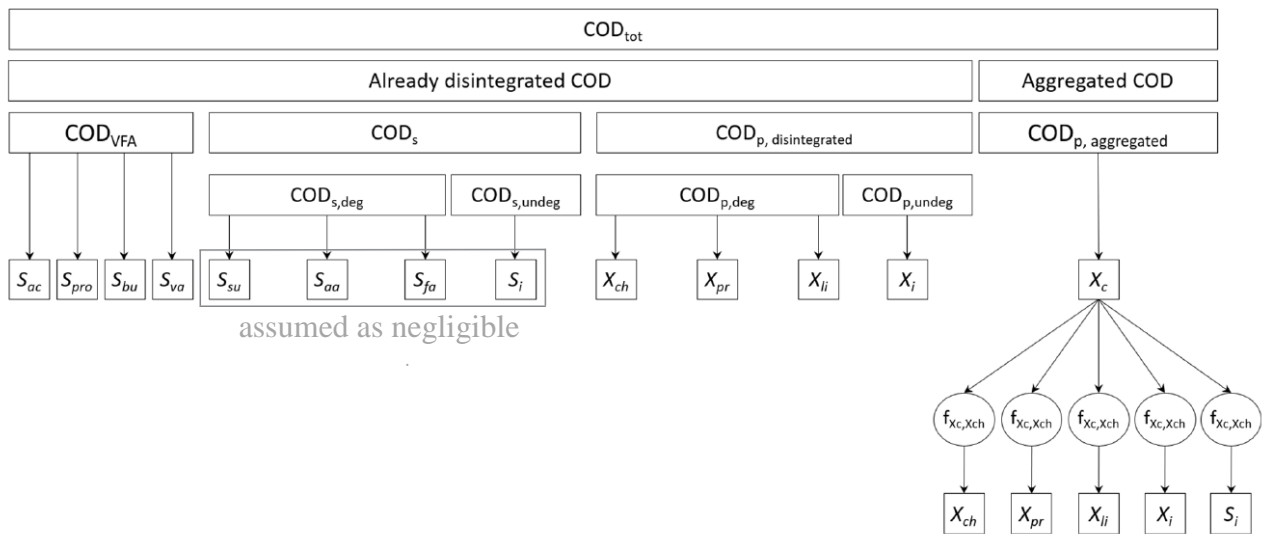 COD_tot
Already disintegrated COD Aggregated COD
COD_VFA COD_s COD_p, disintegrated COD_p, aggregated
COD_s,deg COD_s,undeg COD_p,deg COD_p,undeg
S_ac S_pro S_bu S_va S_su S_aa S_fa S_i X_ch X_pr X_li X_i X_c
assumed as negligible
f_Xc,Xch f_Xc,Xch f_Xc,Xch f_Xc,Xch f_Xc,Xch
X_ch X_pr X_li X_i S_i